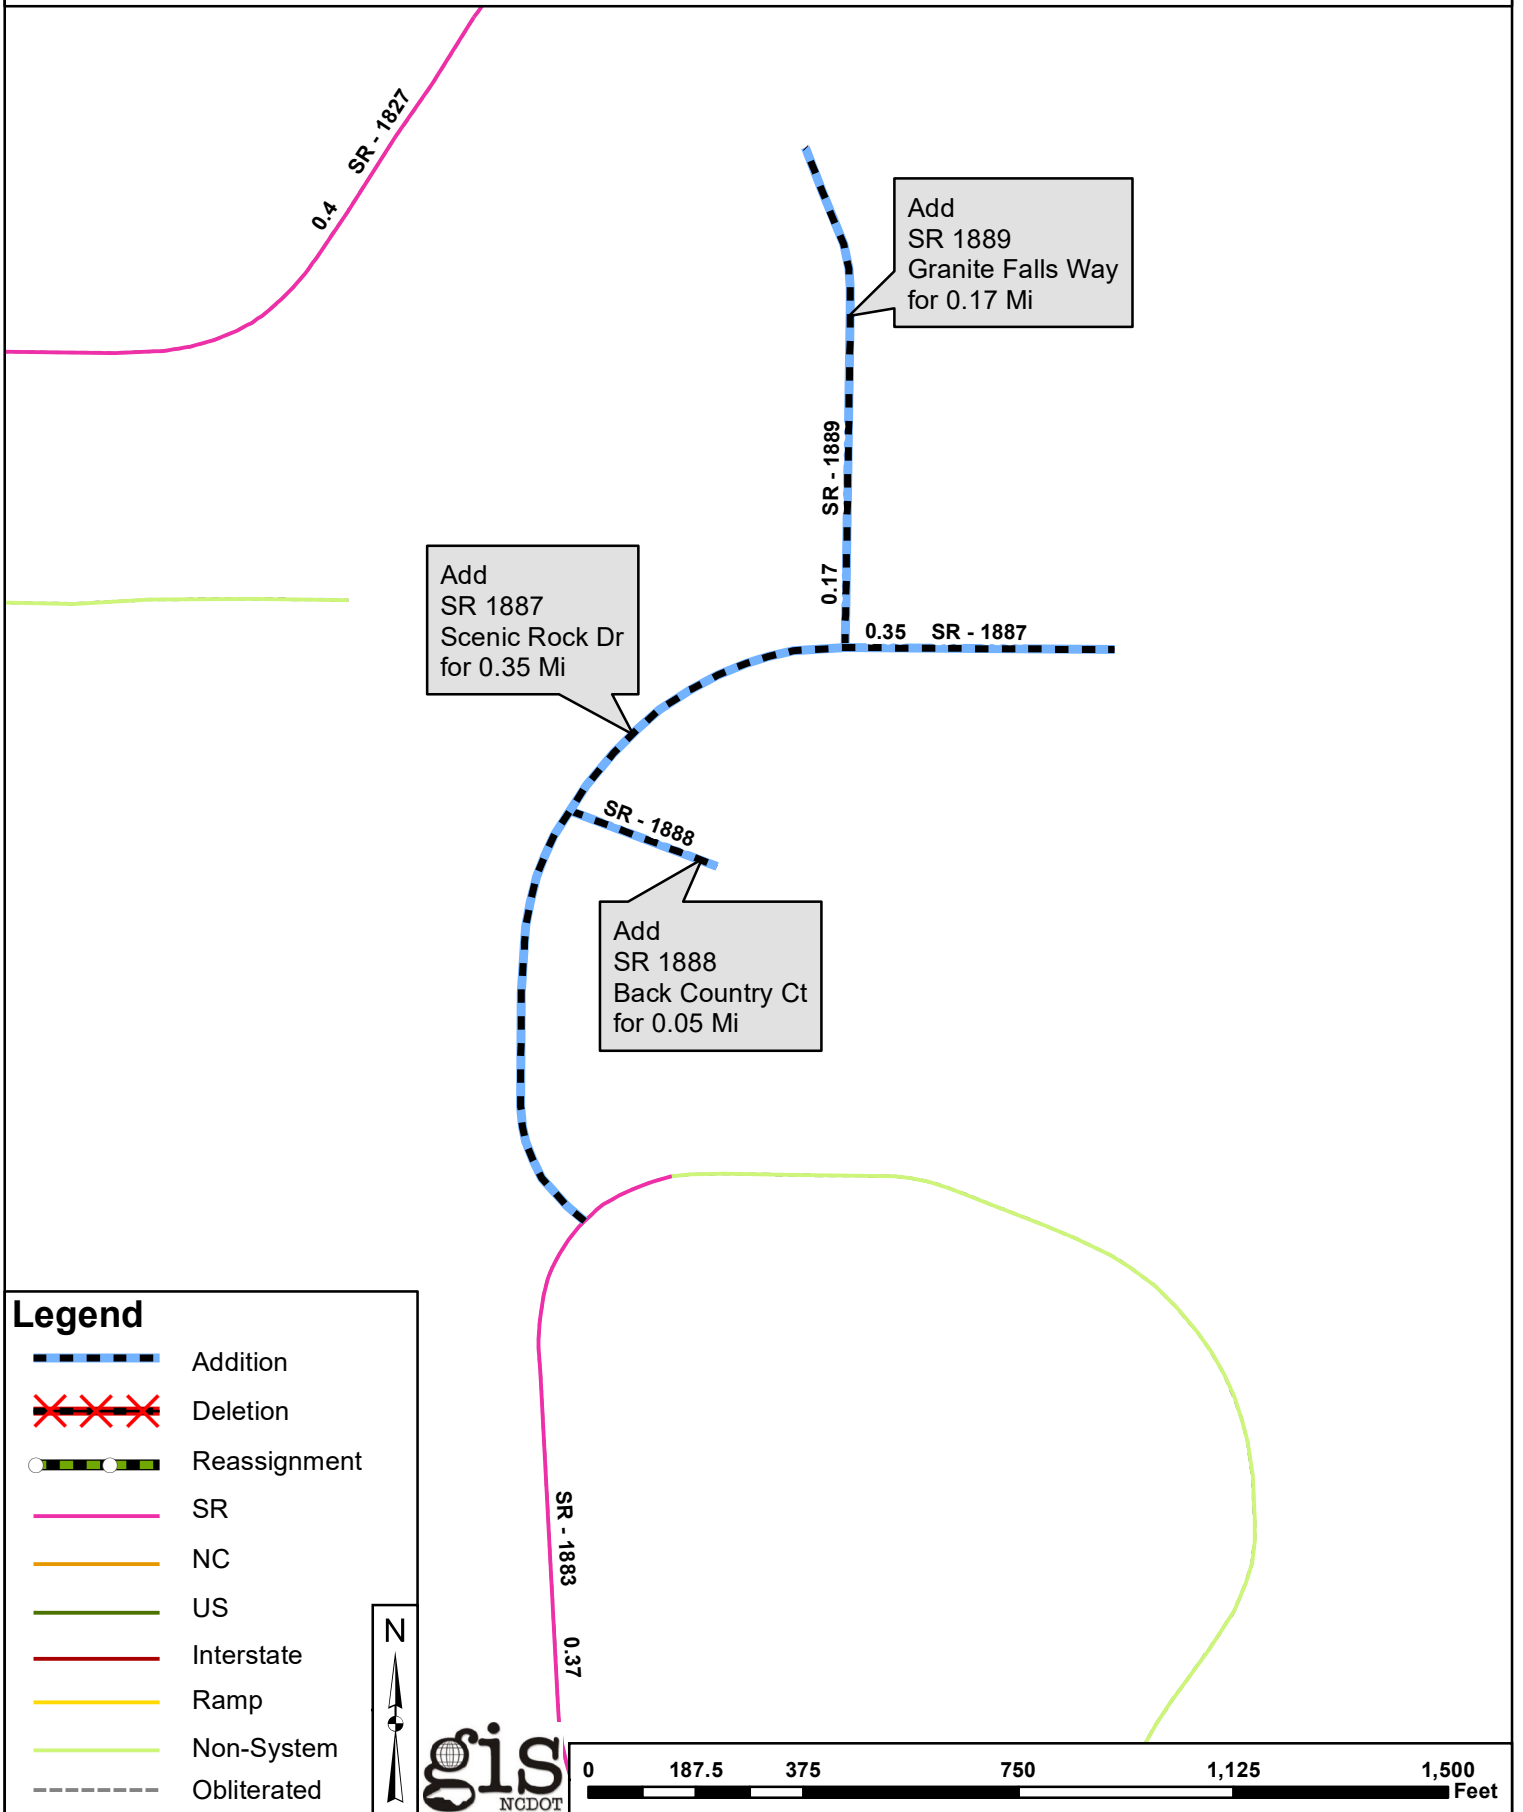 SR - 1827
0.4
Add
SR 1889
Granite Falls Way
for 0.17 Mi
SR - 1889
0.17
Add
SR 1887
Scenic Rock Dr
for 0.35 Mi
0.35 SR - 1887
SR - 1888
Add
SR 1888
Back Country Ct
for 0.05 Mi
SR - 1883
0.37
Legend
Addition
Deletion
Reassignment
SR
NC
US
Interstate
Ramp
Non-System
Obliterated
N
gis
NCDOT
0 187.5 375 750 1,125 1,500
Feet